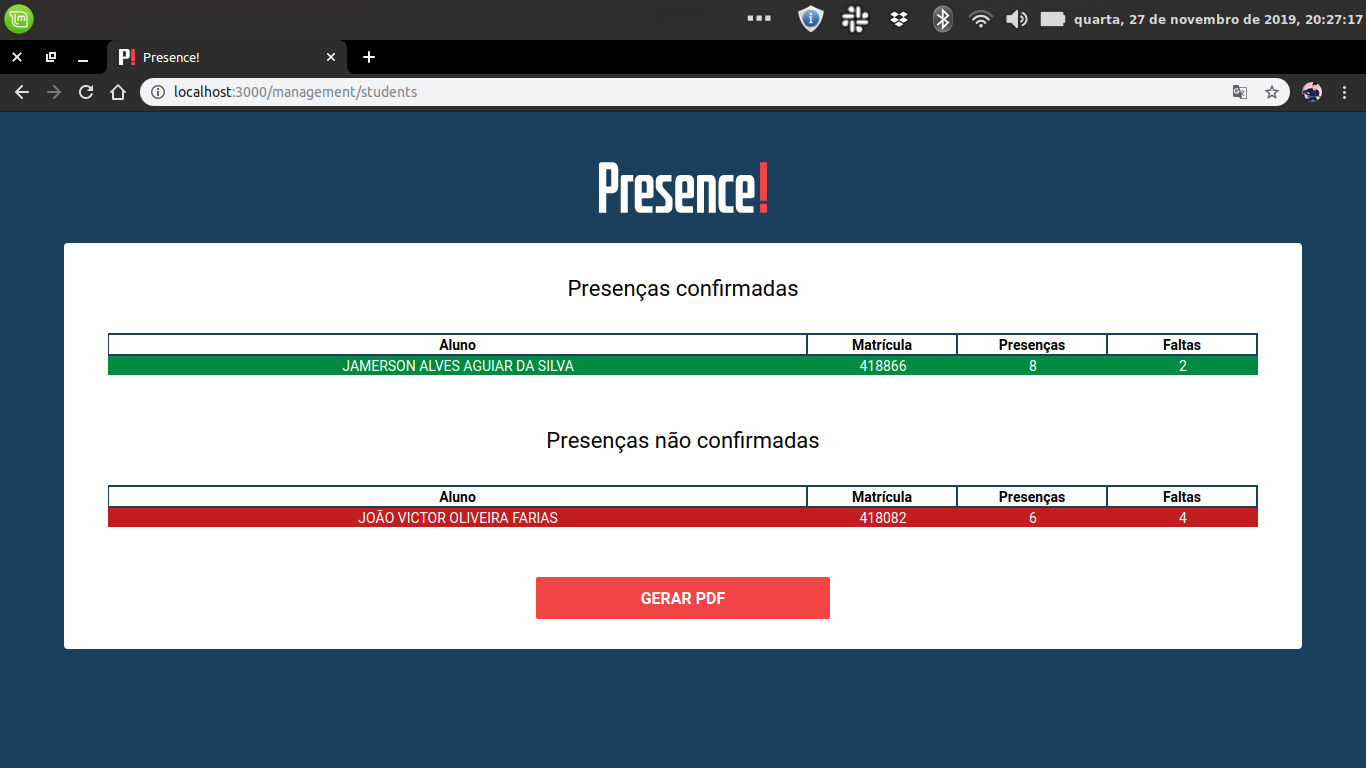 quarta, 27 de novembro de 2019, 20:27:17
P! Presence!
localhost:3000/management/students
Presence!
Presenças confirmadas
Aluno Matrícula Presenças Faltas
JAMERSON ALVES AGUIAR DA SILVA 418866 8 2
Presenças não confirmadas
Aluno Matrícula Presenças Faltas
JOÃO VICTOR OLIVEIRA FARIAS 418082 6 4
GERAR PDF